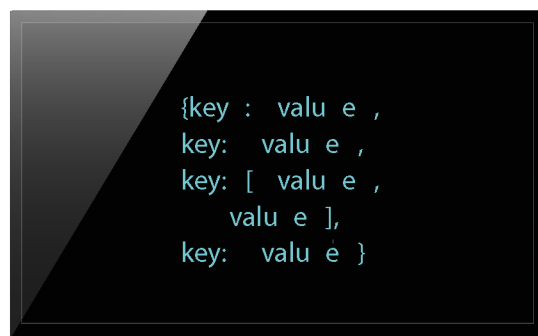 {key : valu e ,
key: valu e ,
key: [ valu e ,
valu e ],
key: valu e }